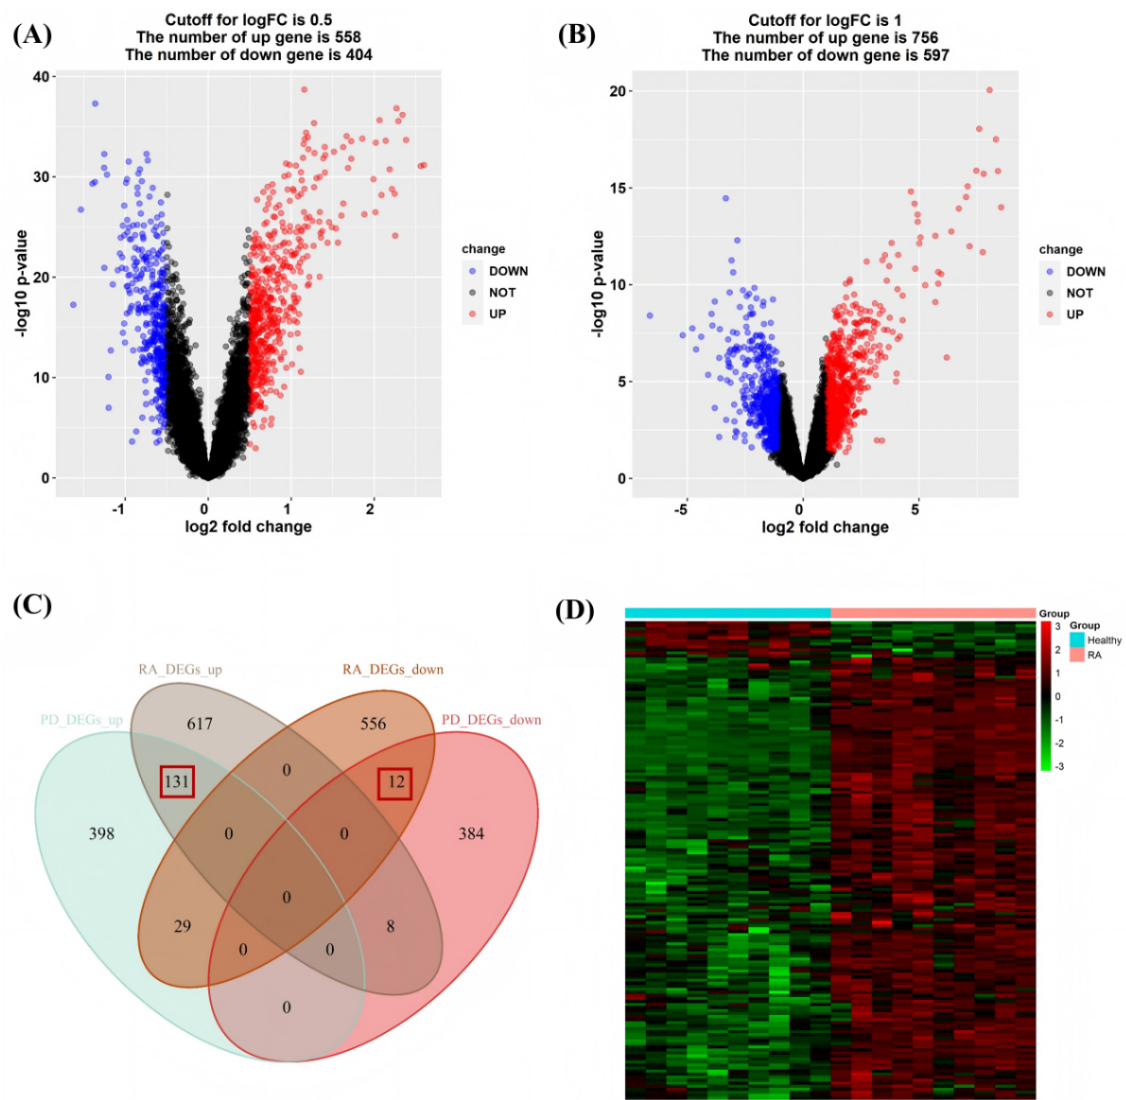 (A)
Cutoff for logFC is 0.5
The number of up gene is 558
The number of down gene is 404
40
30
20
10
0
-log10 p-value
-1
0
1
2
log2 fold change
change
DOWN
NOT
UP
(B)
Cutoff for logFC is 1
The number of up gene is 756
The number of down gene is 597
20
15
10
5
0
-log10 p-value
-5
0
5
log2 fold change
change
DOWN
NOT
UP
(C)
RA_DEGs_up
RA_DEGs_down
PD_DEGs_up
PD_DEGs_down
617
556
0
131
12
398
0
0
384
0
29
8
0
0
0
(D)
Group
3
2
1
0
-1
-2
-3
Group
Healthy
RA